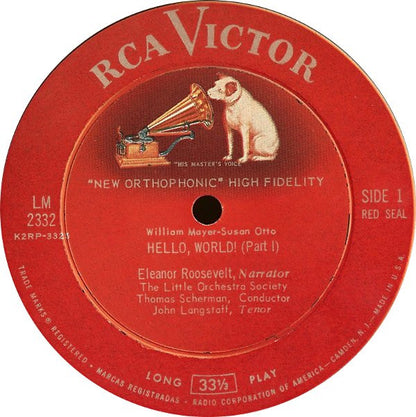 RCA VICTOR
"HIS MASTER'S VOICE"
"NEW ORTHOPHONIC" HIGH FIDELITY
LM
2332
K2RP-3321
SIDE 1
RED SEAL
William Mayer-Susan Otto
HELLO, WORLD! (Part I)
Eleanor Roosevelt, Narrator
The Little Orchestra Society
Thomas Scherman, Conductor
John Langstaff, Tenor
LONG 33⅓ PLAY
TRADE MARKS ® REGISTERED • MARCAS REGISTRADAS • RADIO CORPORATION OF AMERICA—CAMDEN, N.J.—MADE IN U.S.A.